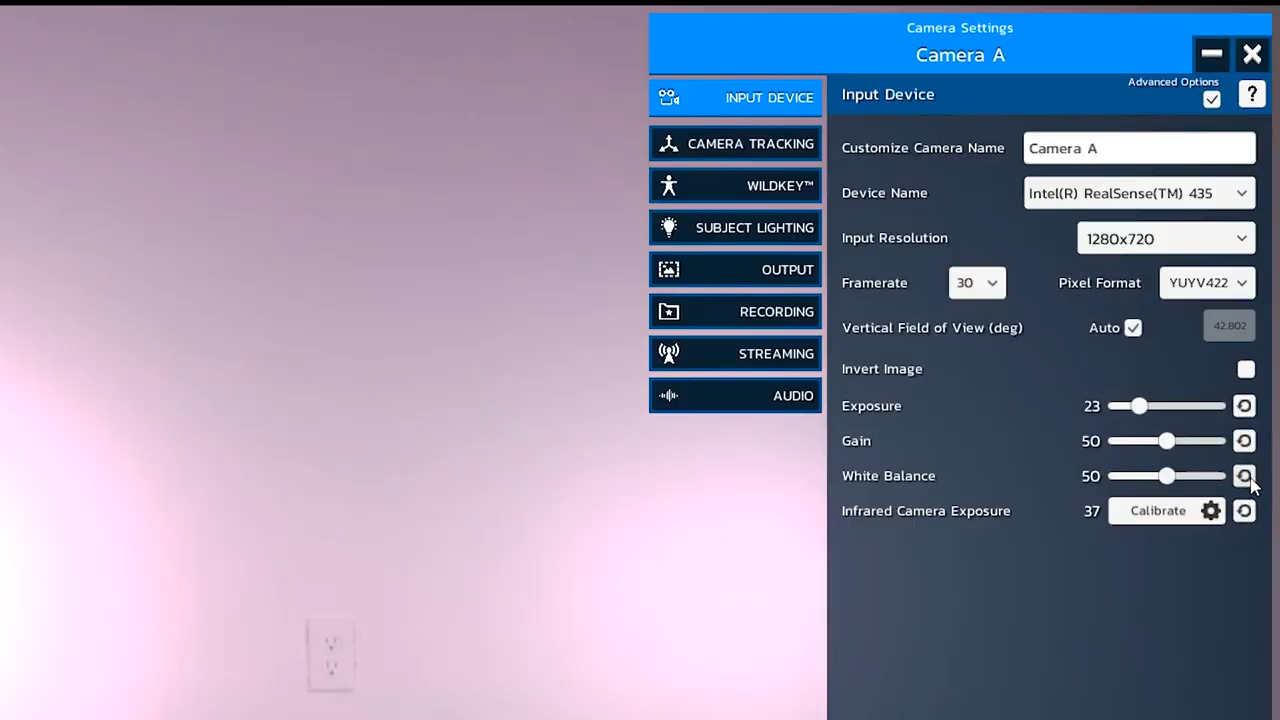 Camera Settings
Camera A
INPUT DEVICE
CAMERA TRACKING
WILDKEY™
SUBJECT LIGHTING
OUTPUT
RECORDING
STREAMING
AUDIO
Input Device
Advanced Options
?
Customize Camera Name Camera A
Device Name Intel(R) RealSense(TM) 435
Input Resolution 1280x720
Framerate 30 Pixel Format YUYV422
Vertical Field of View (deg) Auto 42.802
Invert Image
Exposure 23
Gain 50
White Balance 50
Infrared Camera Exposure 37 Calibrate